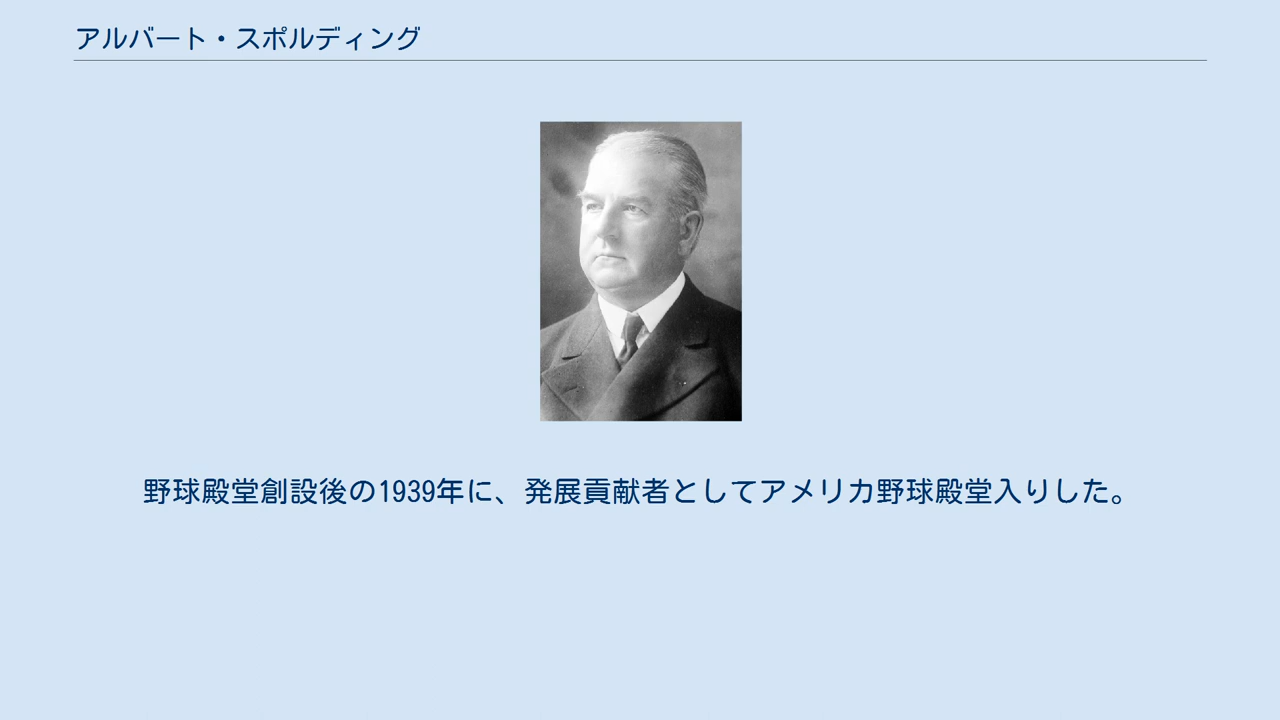 アルバート・スポルディング
野球殿堂創設後の1939年に、発展貢献者としてアメリカ野球殿堂入りした。